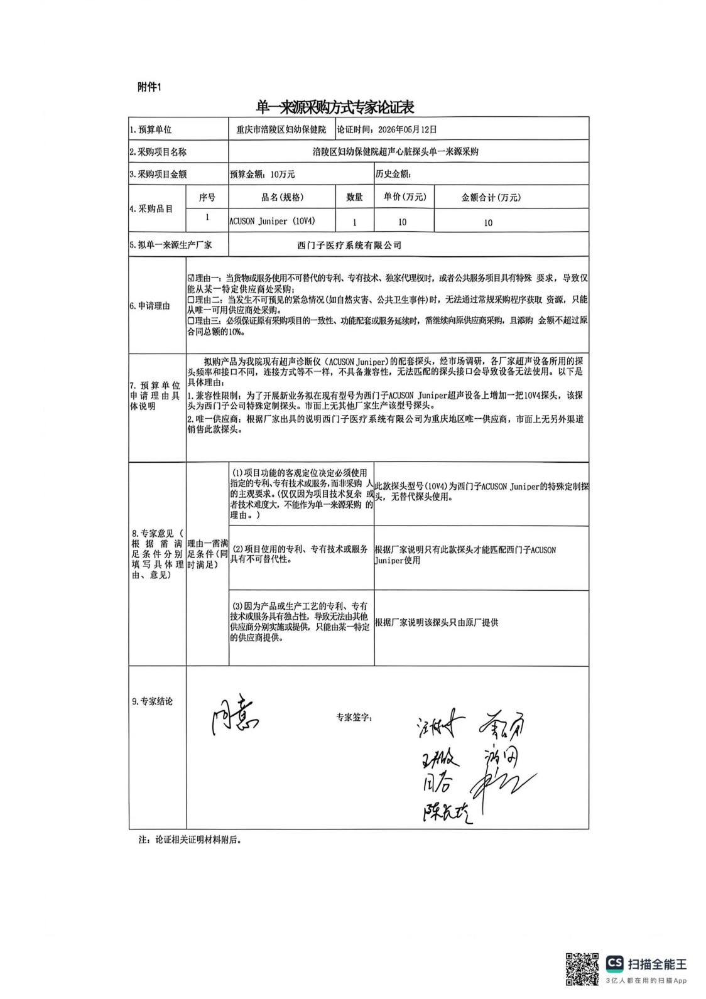 附件1
单一来源采购方式专家论证表
1.预算单位
重庆市涪陵区妇幼保健院
论证时间：2026年05月12日
2.采购项目名称
涪陵区妇幼保健院超声心脏探头单一来源采购
3.采购项目金额
预算金额：10万元
历史金额：
4.采购品目
序号
品名(规格)
数量
单价(万元)
金额合计(万元)
1
ACUSON Juniper (10V4)
1
10
10
5.拟单一来源生产厂家
西门子医疗系统有限公司
6.申请理由
☑理由一：当货物或服务使用不可替代的专利、专有技术、独家代理权时，或者公共服务项目具有特殊 要求，导致仅
能从某一特定供应商处采购；
□理由二：当发生不可预见的紧急情况(如自然灾害、公共卫生事件)时，无法通过常规采购程序获取 资源，只能
从唯一可用供应商处采购。
□理由三：必须保证原有采购项目的一致性、功能配套或服务延续时，需继续向原供应商采购，且添购 金额不超过原
合同总额的10%。
7. 预算单位
申请理由具
体说明
拟购产品为我院现有超声诊断仪（ACUSON Juniper)的配套探头，经市场调研，各厂家超声设备所用的探
头频率和接口不同，连接方式等不一样，不具备兼容性，无法匹配的探头接口会导致设备无法使用。以下是
具体理由：
1.兼容性限制：为了开展新业务拟在现有型号为西门子ACUSON Juniper超声设备上增加一把10V4探头，该探
头为西门子公司特殊定制探头。市面上无其他厂家生产该型号探头。
2.唯一供应商：根据厂家出具的说明西门子医疗系统有限公司为重庆地区唯一供应商，市面上无另外渠道
销售此款探头。
8.专家意见（
根据需满
足条件分别
填写具体理
由、意见）
理由一需满
足条件(同
时满足)
(1)项目功能的客观定位决定必须使用
指定的专利、专有技术或服务,而非采购 人
的主观要求。(仅仅因为项目技术复杂 或
者技术难度大，不能作为单一来源采购 的
理由。)
此款探头型号(10V4)为西门子ACUSON Juniper的特殊定制探
头，无替代探头使用。
(2)项目使用的专利、专有技术或服务
具有不可替代性。
根据厂家说明只有此款探头才能匹配西门子ACUSON
Juniper使用
(3)因为产品或生产工艺的专利、专有
技术或服务具有独占性，导致无法由其他
供应商分别实施或提供，只能由某一特定
的供应商提供。
根据厂家说明该探头只由原厂提供
9.专家结论
同意
专家签字：
注：论证相关证明材料附后。
CS 扫描全能王
3亿人都在用的扫描App